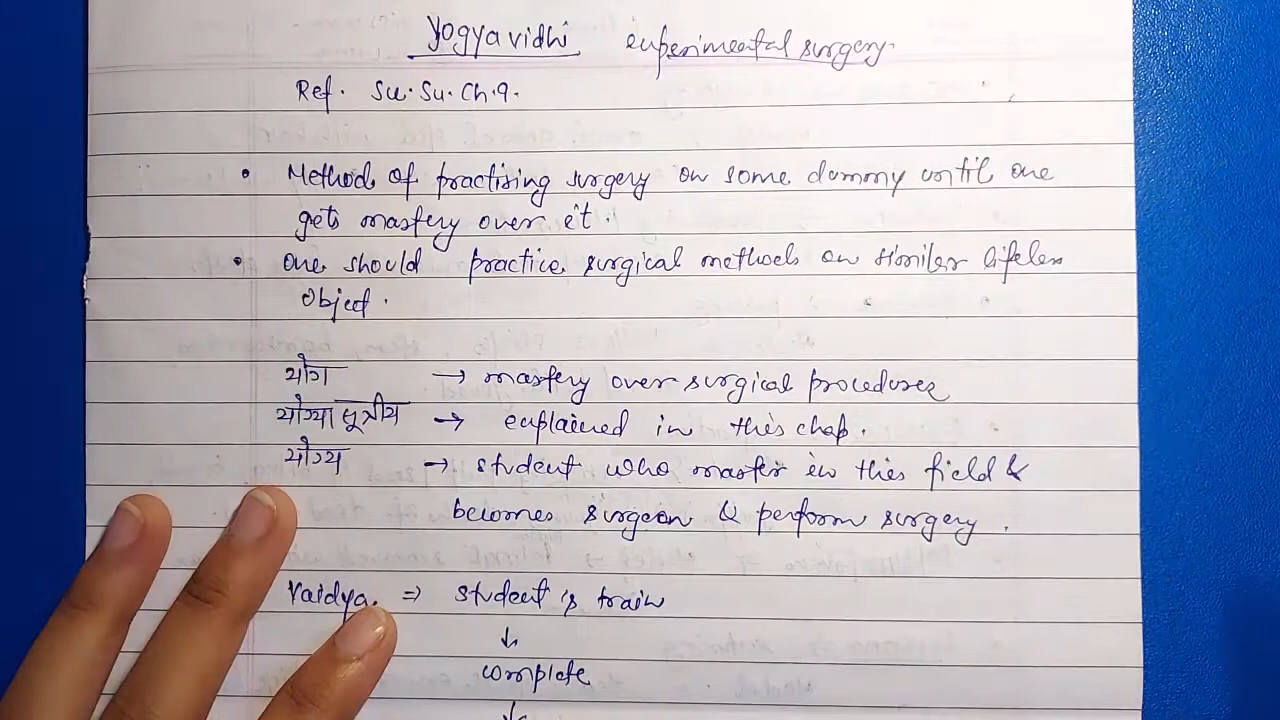 Yogya vidhi experimental surgery.
Ref. Su. Su. Ch. 9.
• Method of practising surgery on some dummy until one
gets mastery over it.
• One should practice surgical methods on similar lifeless
object.
योग → mastery over surgical procedures
योग्या सूत्रीय → explained in this chap.
योग्य → student who master in this field &
becomes surgeon & perform surgery.
Vaidya. ⇒ student is train
↓
complete
↓